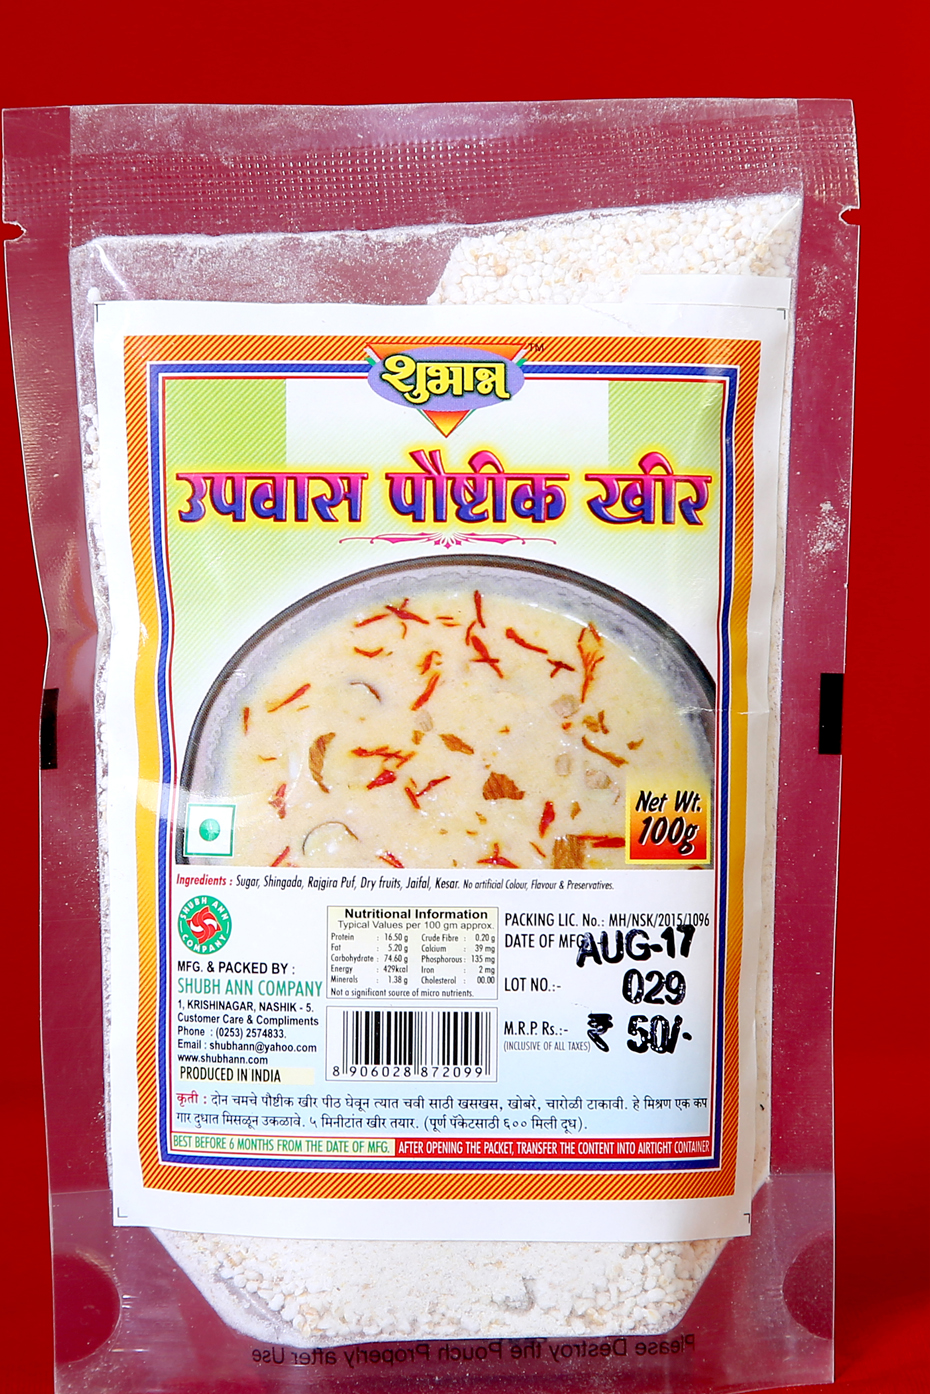 शुभान्न TM
उपवास पौष्टीक खीर
Net Wt.
100g
Ingredients : Sugar, Shingada, Rajgira Puf, Dry fruits, Jaifal, Kesar. No artificial Colour, Flavour & Preservatives.
SHUBH ANN
COMPANY
MFG. & PACKED BY :
SHUBH ANN COMPANY
1, KRISHINAGAR, NASHIK - 5.
Customer Care & Compliments
Phone : (0253) 2574833.
Email : shubhann@yahoo.com
www.shubhann.com
PRODUCED IN INDIA
Nutritional Information
Typical Values per 100 gm approx.
Protein : 16.50 g Crude Fibre : 0.20 g
Fat : 5.20 g Calcium : 39 mg
Carbohydrate : 74.60 g Phosphorous : 135 mg
Energy : 429kcal Iron : 2 mg
Minerals : 1.38 g Cholesterol : 00.00
Not a significant source of micro nutrients.
8 906028 872099
PACKING LIC. No.: MH/NSK/2015/1096
DATE OF MFG AUG-17
LOT NO.:- 029
M.R.P. Rs.:- ₹ 50/-
(INCLUSIVE OF ALL TAXES)
कृती : दोन चमचे पौष्टीक खीर पीठ घेवून त्यात चवी साठी खसखस, खोबरे, चारोळी टाकावी. हे मिश्रण एक कप
गार दुधात मिसळून उकळावे. ५ मिनीटांत खीर तयार. (पूर्ण पॅकेटसाठी ६०० मिली दूध).
BEST BEFORE 6 MONTHS FROM THE DATE OF MFG. AFTER OPENING THE PACKET, TRANSFER THE CONTENT INTO AIRTIGHT CONTAINER
Please Destroy the Pouch Properly after Use